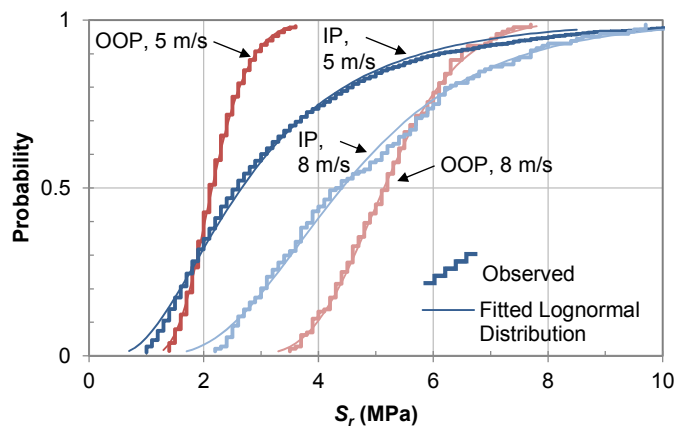 1
OOP, 5 m/s
IP,
5 m/s
IP,
8 m/s
OOP, 8 m/s
Probability
0.5
Observed
Fitted Lognormal
Distribution
0
0 2 4 6 8 10
Sr (MPa)